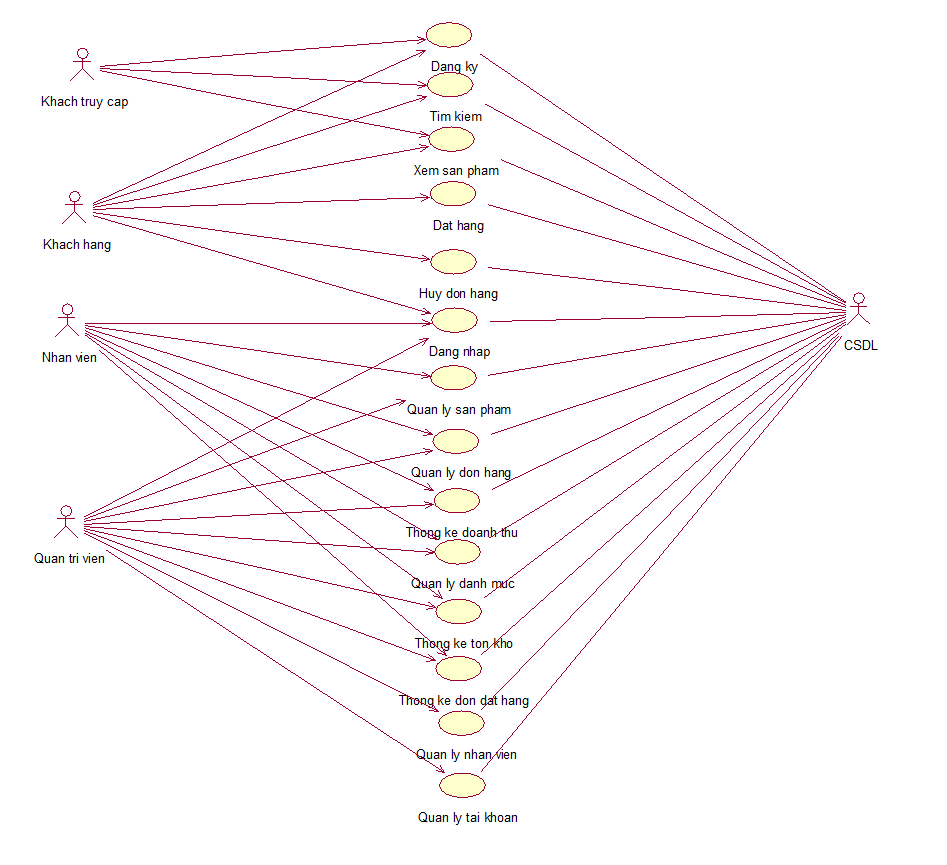 Dang ky
Khach truy cap
Tim kiem
Xem san pham
Dat hang
Khach hang
Huy don hang
Dang nhap
Nhan vien
CSDL
Quan ly san pham
Quan ly don hang
Thong ke doanh thu
Quan tri vien
Quan ly danh muc
Thong ke ton kho
Thong ke don dat hang
Quan ly nhan vien
Quan ly tai khoan